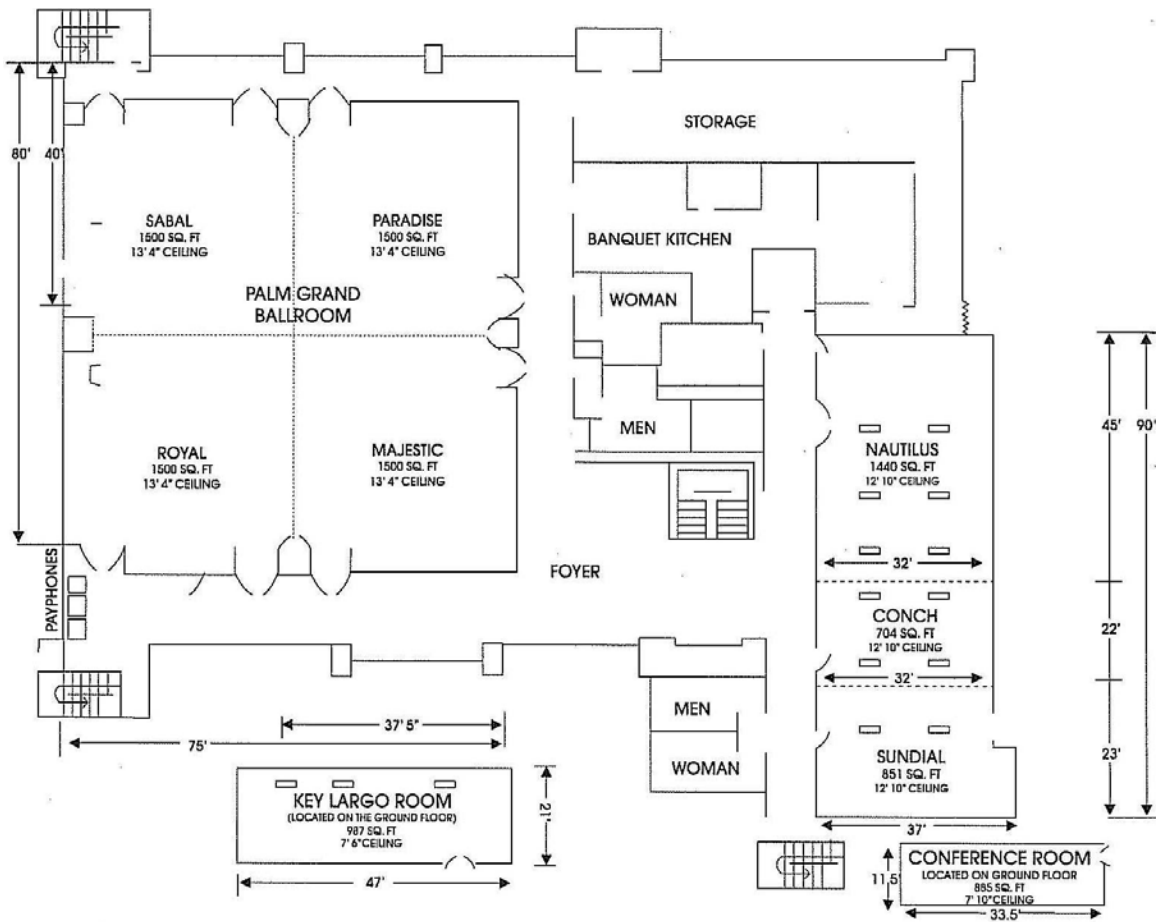 80'
40'
STORAGE
SABAL
1500 SQ. FT
13' 4" CEILING
PARADISE
1500 SQ. FT
13' 4" CEILING
BANQUET KITCHEN
PALM GRAND
BALLROOM
WOMAN
MEN
ROYAL
1500 SQ. FT
13' 4" CEILING
MAJESTIC
1500 SQ. FT
13' 4" CEILING
NAUTILUS
1440 SQ. FT
12' 10" CEILING
45'
90'
32'
PAYPHONES
FOYER
CONCH
704 SQ. FT
12' 10" CEILING
22'
32'
MEN
WOMAN
SUNDIAL
851 SQ. FT
12' 10" CEILING
23'
37'
37' 5"
75'
KEY LARGO ROOM
(LOCATED ON THE GROUND FLOOR)
987 SQ. FT
7' 6" CEILING
21'
47'
CONFERENCE ROOM
LOCATED ON GROUND FLOOR
885 SQ. FT
7' 10" CEILING
11.5'
33.5'